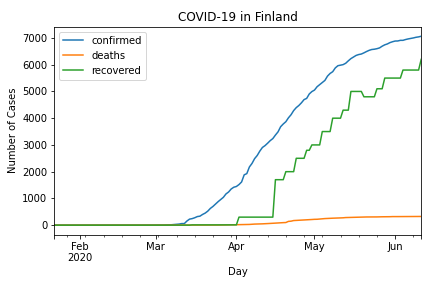 COVID-19 in Finland
confirmed
deaths
recovered
7000
6000
5000
4000
3000
2000
1000
0
Number of Cases
Feb Mar Apr May Jun
2020
Day